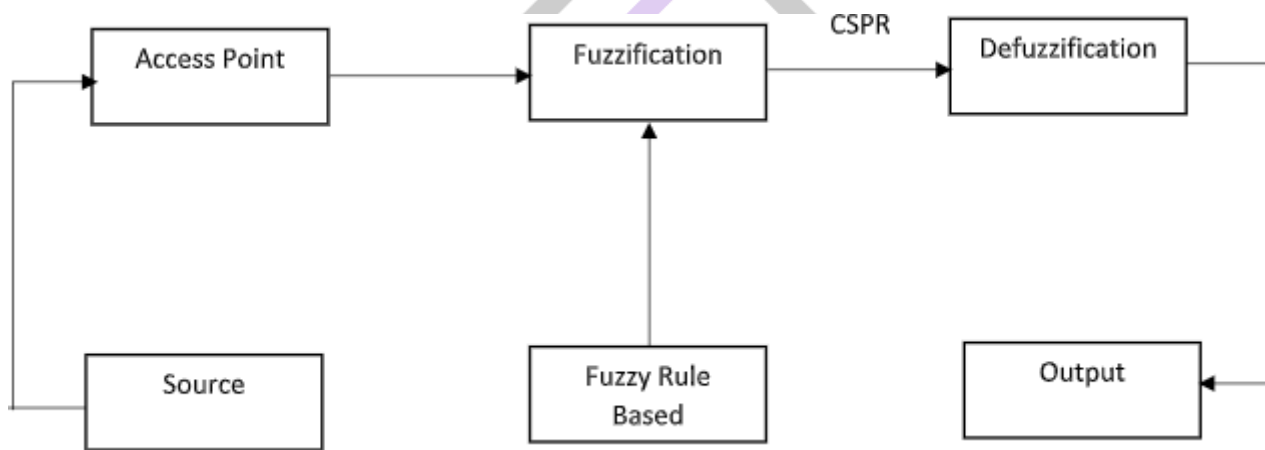 CSPR
Access Point
Fuzzification
Defuzzification
Source
Fuzzy Rule
Based
Output